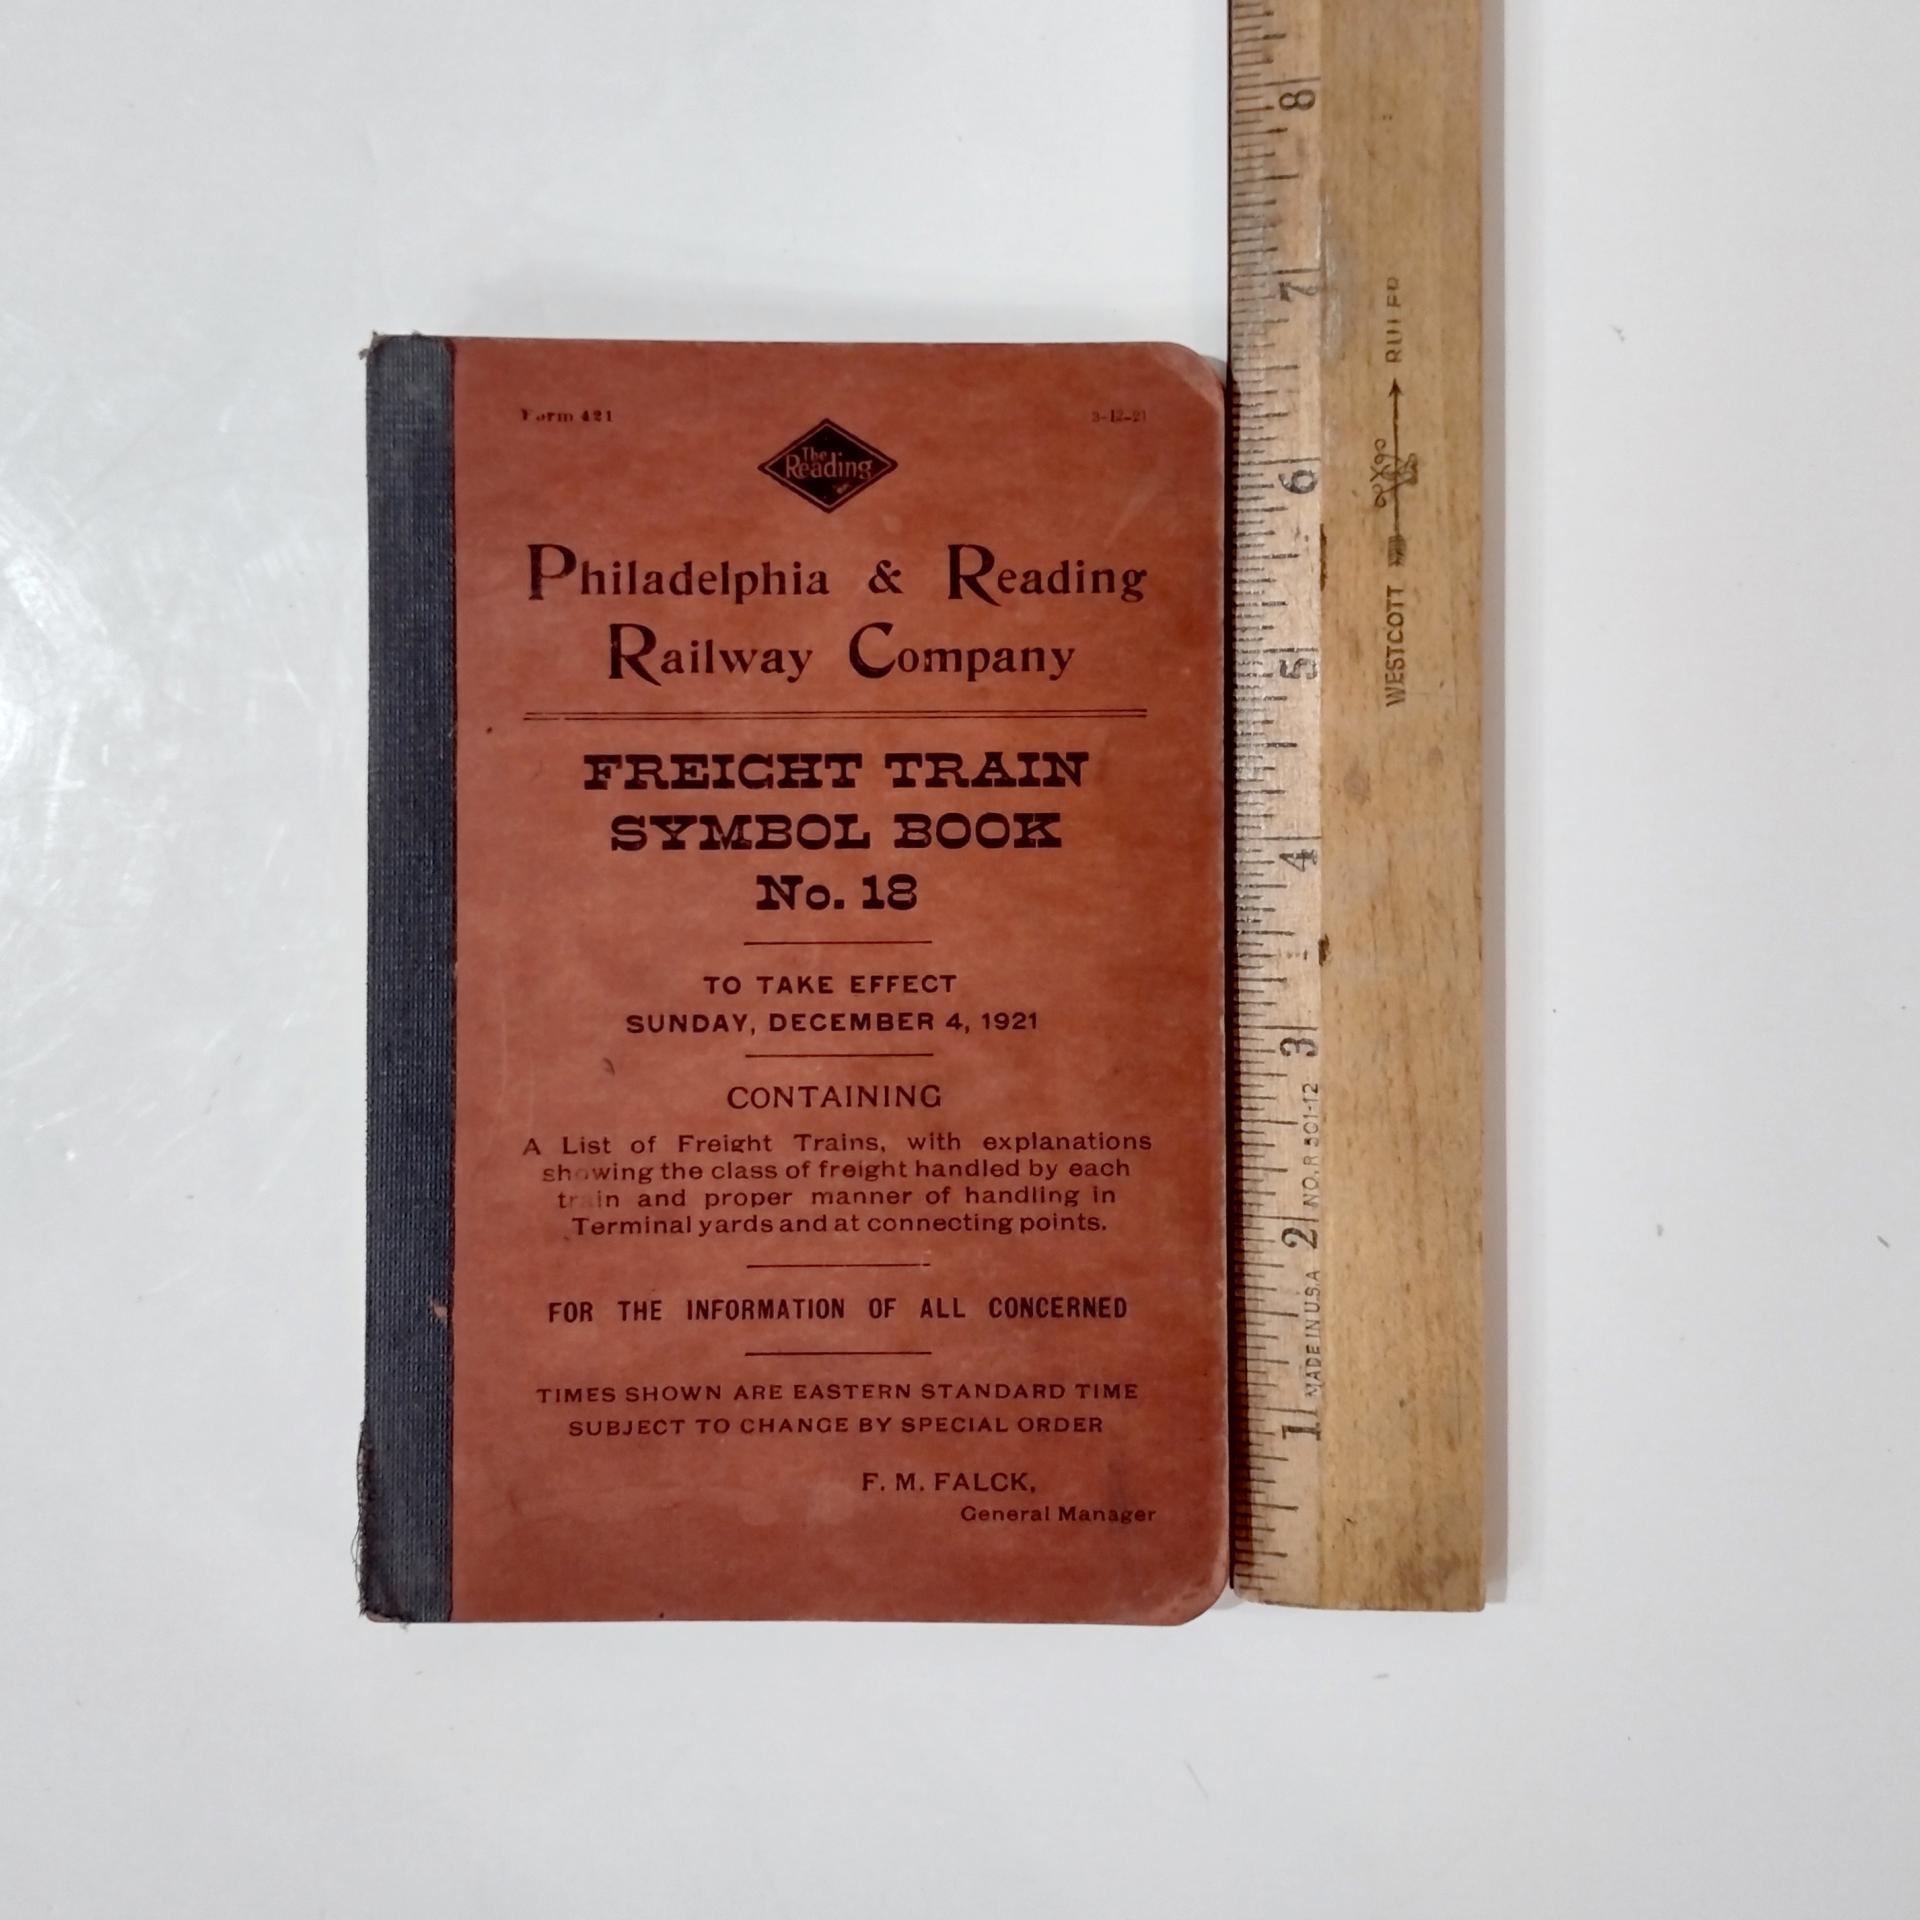 Form 421
3-12-21
The
Reading
Philadelphia & Reading
Railway Company
FREIGHT TRAIN
SYMBOL BOOK
No. 18
TO TAKE EFFECT
SUNDAY, DECEMBER 4, 1921
CONTAINING
A List of Freight Trains, with explanations
showing the class of freight handled by each
train and proper manner of handling in
Terminal yards and at connecting points.
FOR THE INFORMATION OF ALL CONCERNED
TIMES SHOWN ARE EASTERN STANDARD TIME
SUBJECT TO CHANGE BY SPECIAL ORDER
F. M. FALCK,
General Manager
8
7
6
5
4
3
2
1
MADE IN U.S.A. NO. R 501-12
WESTCOTT RULER